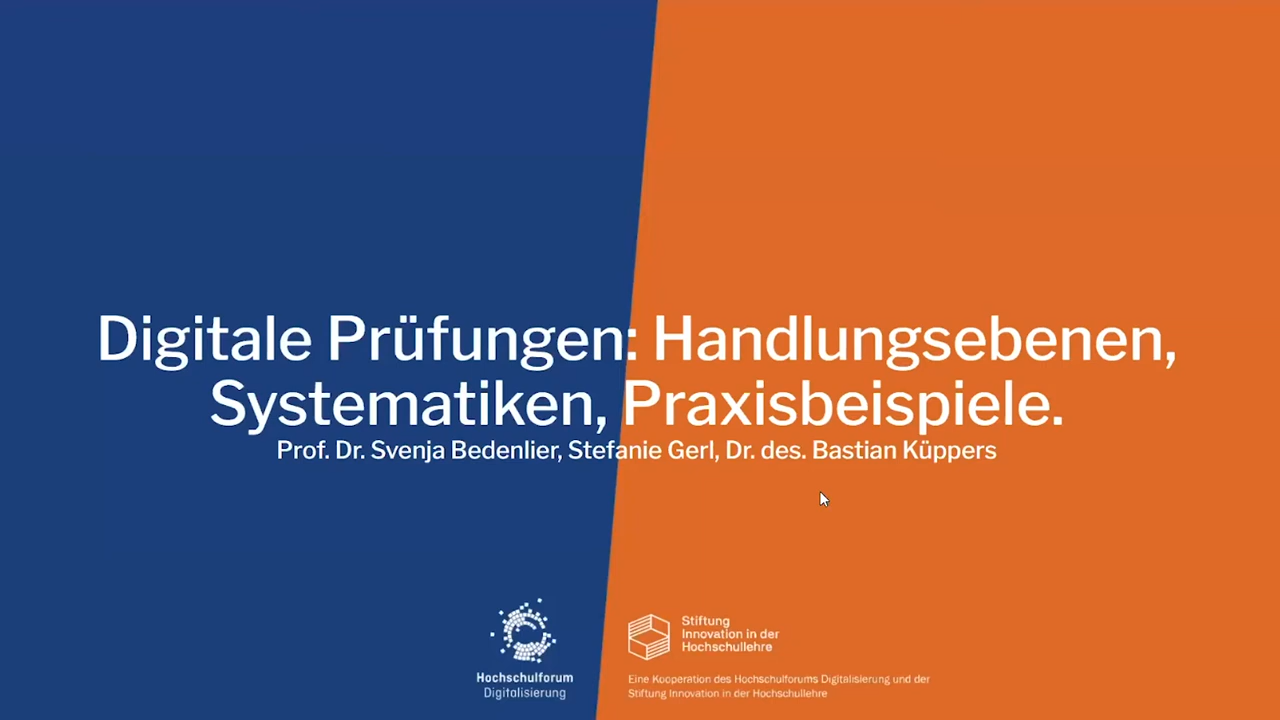 Digitale Prüfungen: Handlungsebenen,
Systematiken, Praxisbeispiele.
Prof. Dr. Svenja Bedenlier, Stefanie Gerl, Dr. des. Bastian Küppers
Hochschulforum
Digitalisierung
Stiftung
Innovation in der
Hochschullehre
Eine Kooperation des Hochschulforums Digitalisierung und der
Stiftung Innovation in der Hochschullehre